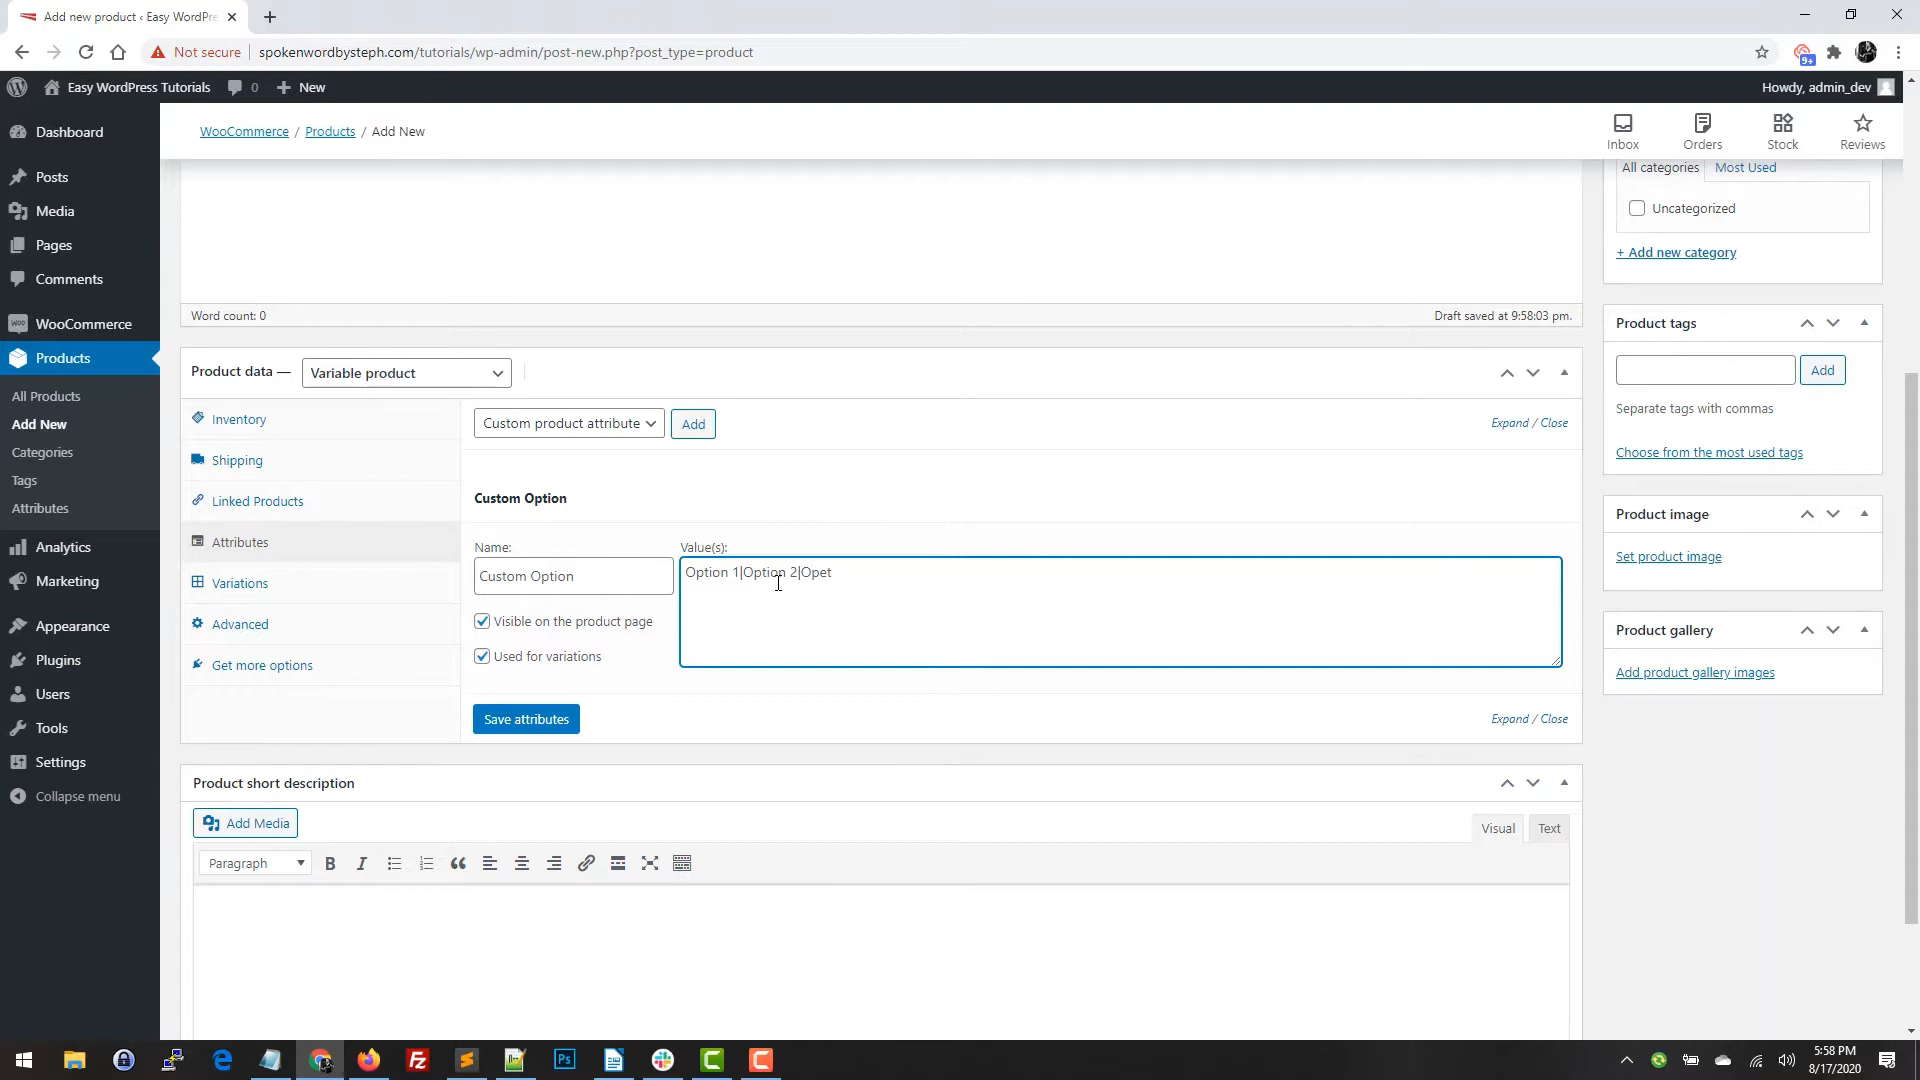 Add new product ‹ Easy WordPre
Not secure
spokenwordbysteph.com/tutorials/wp-admin/post-new.php?post_type=product
9+
Easy WordPress Tutorials
0
New
Howdy, admin_dev
Dashboard
Posts
Media
Pages
Comments
WooCommerce
Products
All Products
Add New
Categories
Tags
Attributes
Analytics
Marketing
Appearance
Plugins
Users
Tools
Settings
Collapse menu
WooCommerce / Products / Add New
Inbox
Orders
Stock
Reviews
Word count: 0
Draft saved at 9:58:03 pm.
Product data —
Variable product
Inventory
Shipping
Linked Products
Attributes
Variations
Advanced
Get more options
Custom product attribute
Add
Expand / Close
Custom Option
Name:
Custom Option
Value(s):
Option 1|Option 2|Opet
Visible on the product page
Used for variations
Save attributes
Expand / Close
Product short description
Add Media
Visual
Text
Paragraph
B
I
All categories
Most Used
Uncategorized
+ Add new category
Product tags
Add
Separate tags with commas
Choose from the most used tags
Product image
Set product image
Product gallery
Add product gallery images
Ps
5:58 PM
8/17/2020